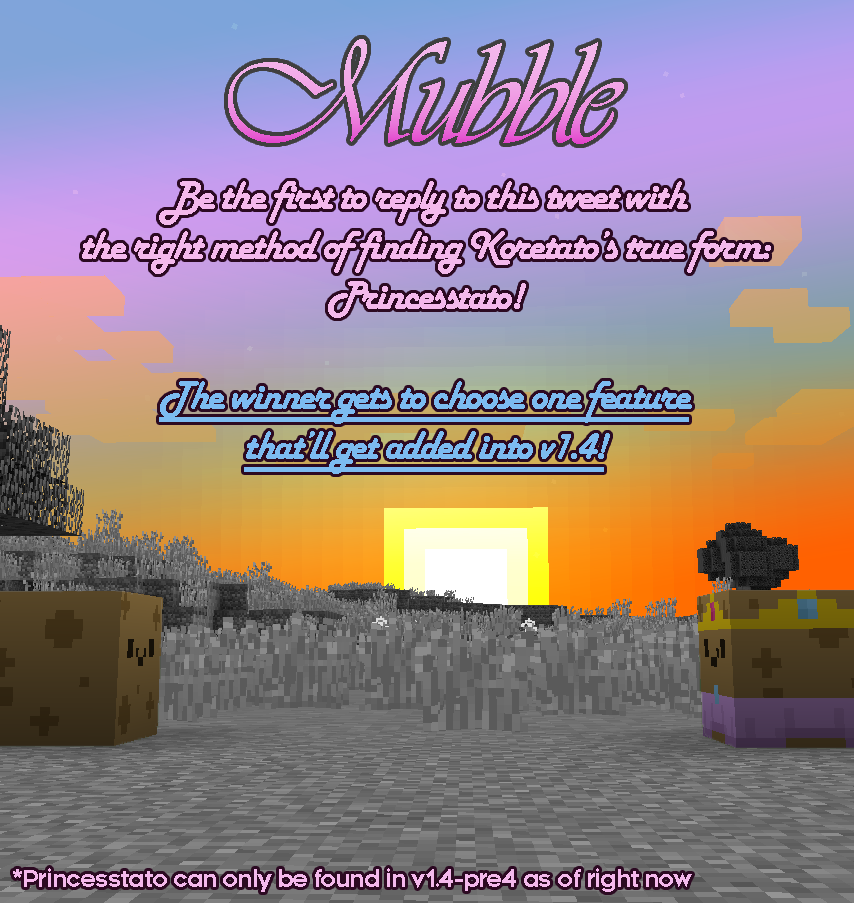 Mubble
Be the first to reply to this tweet with
the right method of finding Koretato's true form:
Princesstato!
The winner gets to choose one feature
that'll get added into v1.4!
*Princesstato can only be found in v1.4-pre4 as of right now